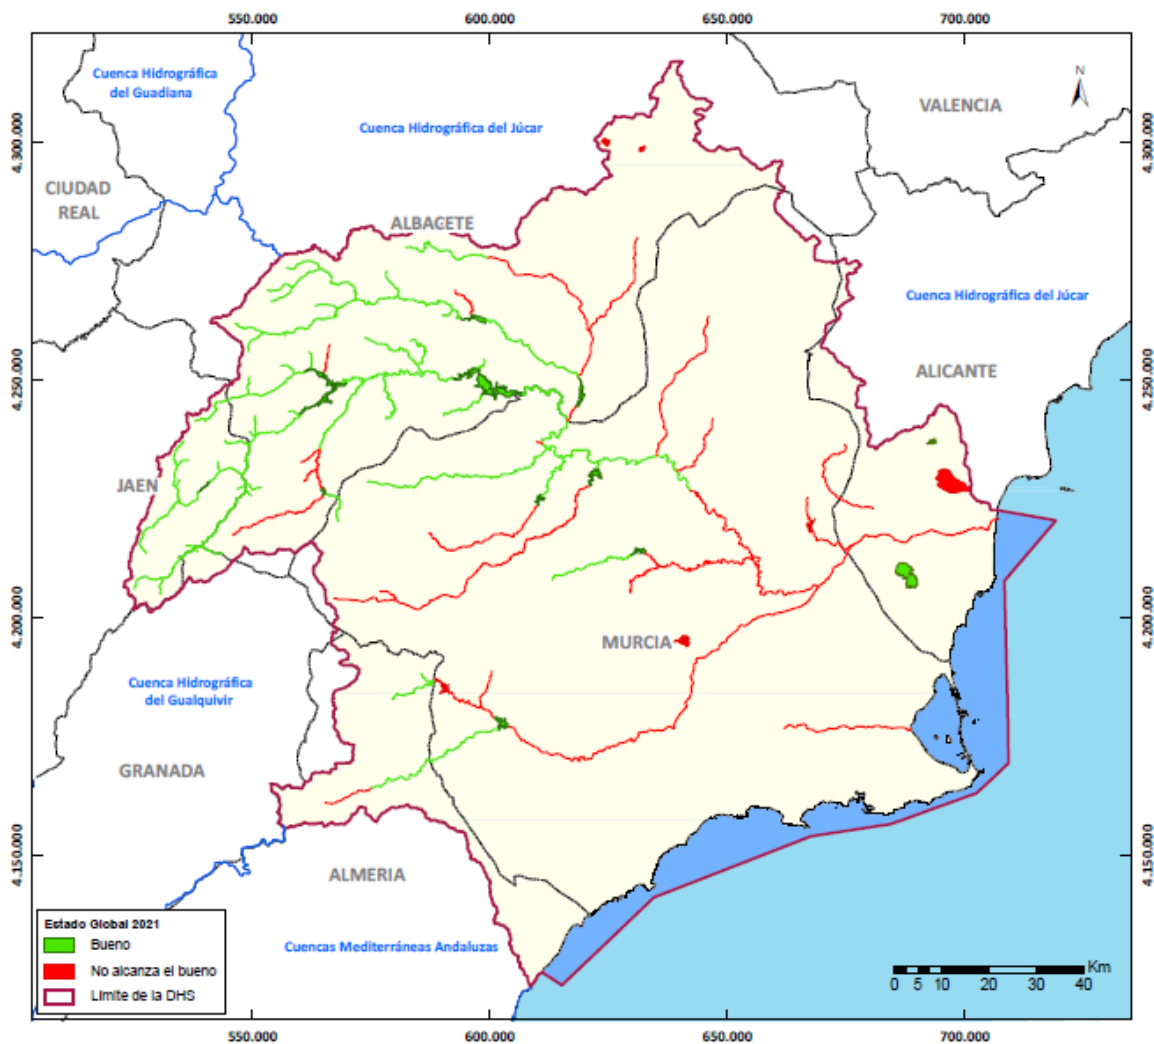 550.000
600.000
650.000
700.000
Cuenca Hidrográfica
del Guadiana
N
VALENCIA
Cuenca Hidrográfica del Júcar
4.300.000
4.300.000
CIUDAD
REAL
ALBACETE
Cuenca Hidrográfica del Júcar
4.250.000
4.250.000
ALICANTE
JAEN
4.200.000
4.200.000
MURCIA
Cuenca Hidrográfica
del Gualquivir
GRANADA
4.150.000
4.150.000
ALMERIA
Estado Global 2021
Bueno
No alcanza el bueno
Límite de la DHS
Cuencas Mediterráneas Andaluzas
Km
0 5 10 20 30 40
550.000
600.000
650.000
700.000